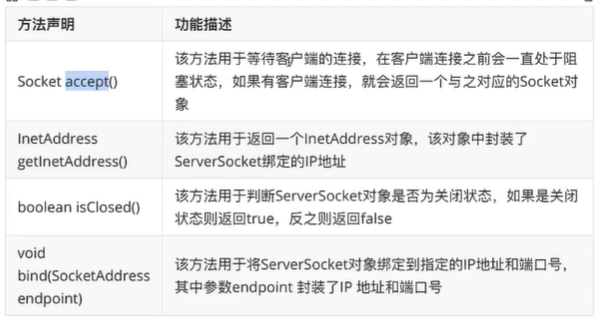 方法声明
功能描述
Socket accept()
该方法用于等待客户端的连接，在客户端连接之前会一直处于阻
塞状态，如果有客户端连接，就会返回一个与之对应的Socket对
象
InetAddress
getInetAddress()
该方法用于返回一个InetAddress对象，该对象中封装了
ServerSocket绑定的IP地址
boolean isClosed()
该方法用于判断ServerSocket对象是否为关闭状态，如果是关闭
状态则返回true，反之则返回false
void
bind(SocketAddress
endpoint)
该方法用于将ServerSocket对象绑定到指定的IP地址和端口号，
其中参数endpoint 封装了IP 地址和端口号